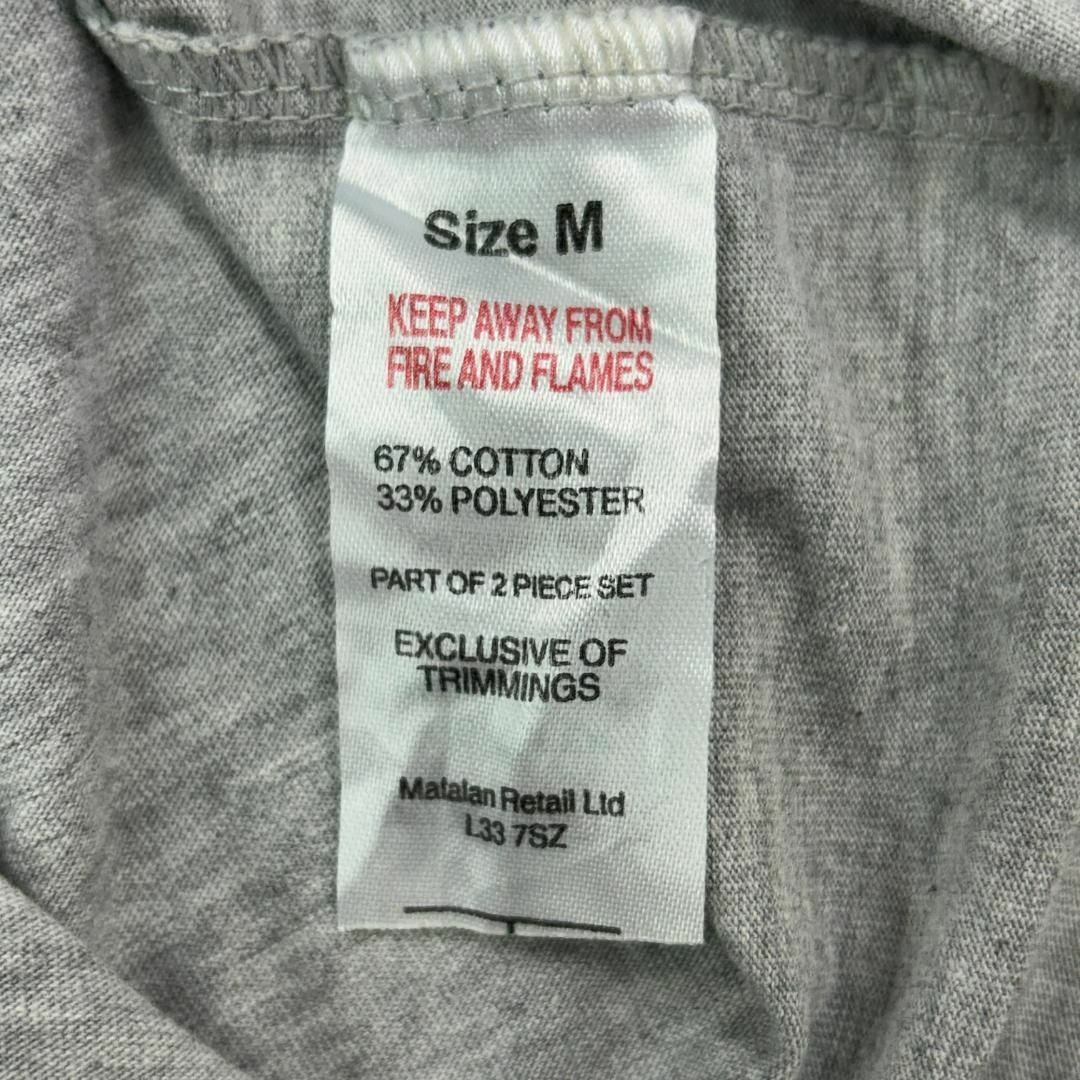 Size M
KEEP AWAY FROM
FIRE AND FLAMES
67% COTTON
33% POLYESTER
PART OF 2 PIECE SET
EXCLUSIVE OF
TRIMMINGS
Matalan Retail Ltd
L33 7SZ